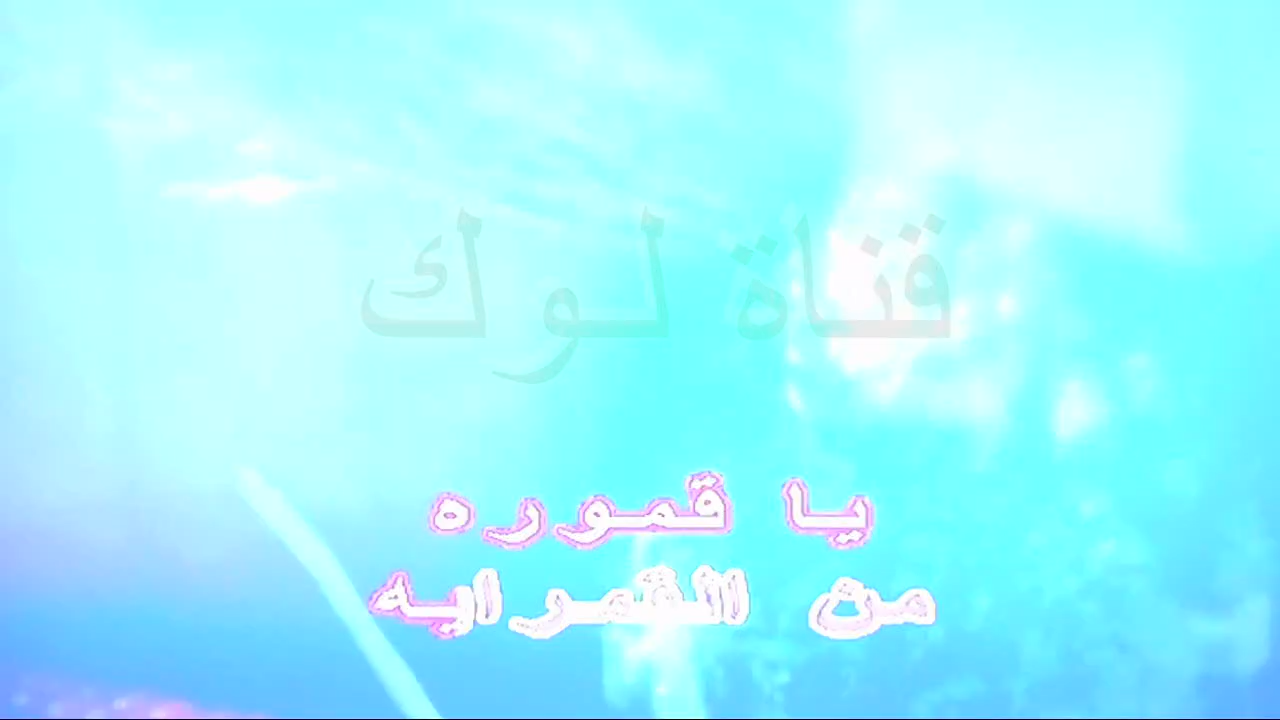 قناة لوك
يا قموره
من القمرايه